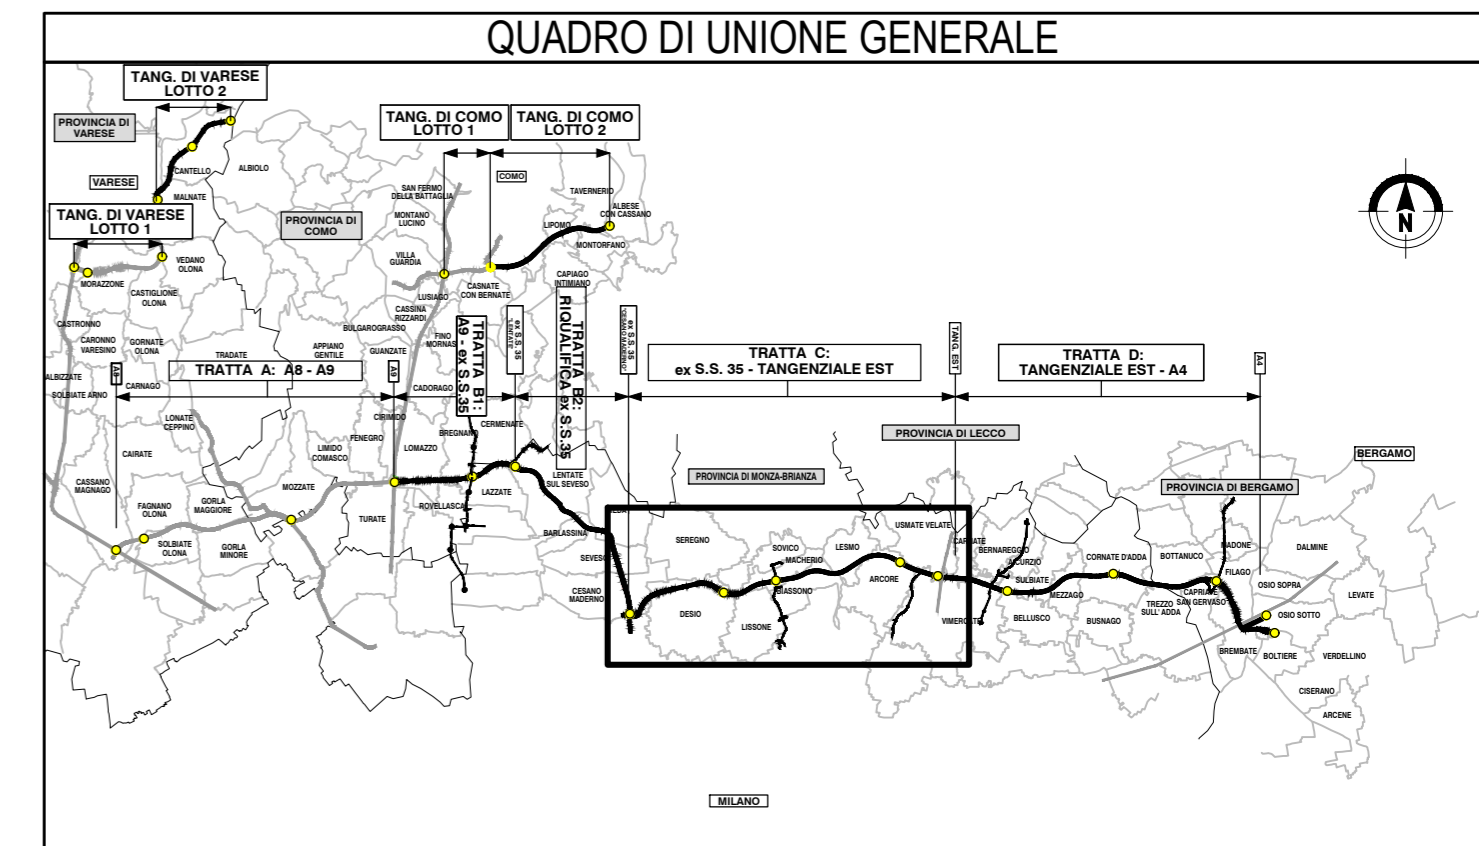 QUADRO DI UNIONE GENERALE
TANG. DI VARESE
LOTTO 2
PROVINCIA DI
VARESE
CANTELLO
ALBIOLO
VARESE
MALNATE
TANG. DI VARESE
LOTTO 1
VEDANO
OLONA
MORAZZONE
CASTIGLIONE
OLONA
PROVINCIA DI
COMO
TANG. DI COMO
LOTTO 1
TANG. DI COMO
LOTTO 2
COMO
SAN FERMO
DELLA BATTAGLIA
MONTANO
LUCINO
VILLA
GUARDIA
TAVERNERIO
ALBESE
CON CASSANO
LIPOMO
MONTORFANO
CAPIAGO
INTIMIANO
CASNATE
CON BERNATE
LUSIAGO
CASSINA
RIZZARDI
BULGAROGRASSO
FINO
MORNAS
N
CASTRONNO
CARONNO
VARESINO
GORNATE
OLONA
ALBIZZATE
SOLBIATE ARNO
CARNAGO
TRADATE
APPIANO
GENTILE
GUANZATE
A8
TRATTA A: A8 - A9
A9
CADORAGO
TRATTA B1:
A9 - ex S.S.35
ex S.S. 35
"LENTATE"
TRATTA B2:
RIQUALIFICA ex S.S.35
ex S.S. 35
"CESANO MADERNO"
TRATTA C:
ex S.S. 35 - TANGENZIALE EST
TANG. EST
TRATTA D:
TANGENZIALE EST - A4
A4
LONATE
CEPPINO
CIRIMIDO
FENEGRO
LOMAZZO
BREGNANO
CERMENATE
LIMIDO
COMASCO
CAIRATE
CASSANO
MAGNAGO
MOZZATE
GORLA
MAGGIORE
FAGNANO
OLONA
SOLBIATE
OLONA
GORLA
MINORE
TURATE
ROVELLASCA
LAZZATE
LENTATE
SUL SEVESO
BARLASSINA
CESANO
MADERNO
PROVINCIA DI MONZA-BRIANZA
PROVINCIA DI LECCO
PROVINCIA DI BERGAMO
BERGAMO
SEREGNO
DESIO
LISSONE
SOVICO
MACHERIO
BIASSONO
LESMO
ARCORE
USMATE VELATE
CARNATE
VIMERCATE
BERNAREGGIO
AICURZIO
SULBIATE
BELLUSCO
MEZZAGO
CORNATE D'ADDA
BUSNAGO
BOTTANUCO
TREZZO
SULL' ADDA
CAPRIATE
SAN GERVASO
MADONE
FILAGO
DALMINE
OSIO SOPRA
OSIO SOTTO
LEVATE
BREMBATE
BOLTIERE
VERDELLINO
CISERANO
ARCENE
MILANO